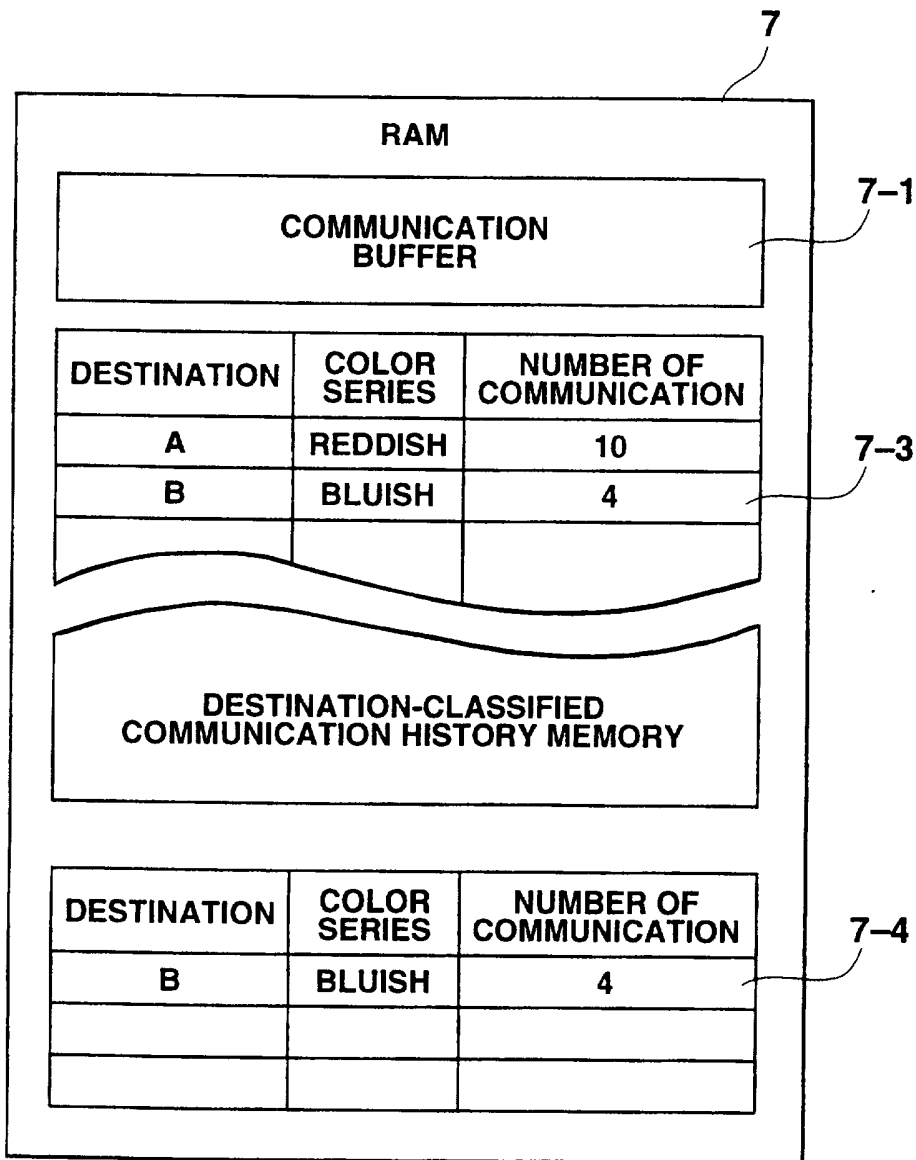 7
RAM
COMMUNICATION
BUFFER
7–1
DESTINATION COLOR SERIES NUMBER OF COMMUNICATION
A REDDISH 10
7–3
B BLUISH 4
DESTINATION-CLASSIFIED
COMMUNICATION HISTORY MEMORY
DESTINATION COLOR SERIES NUMBER OF COMMUNICATION
7–4
B BLUISH 4